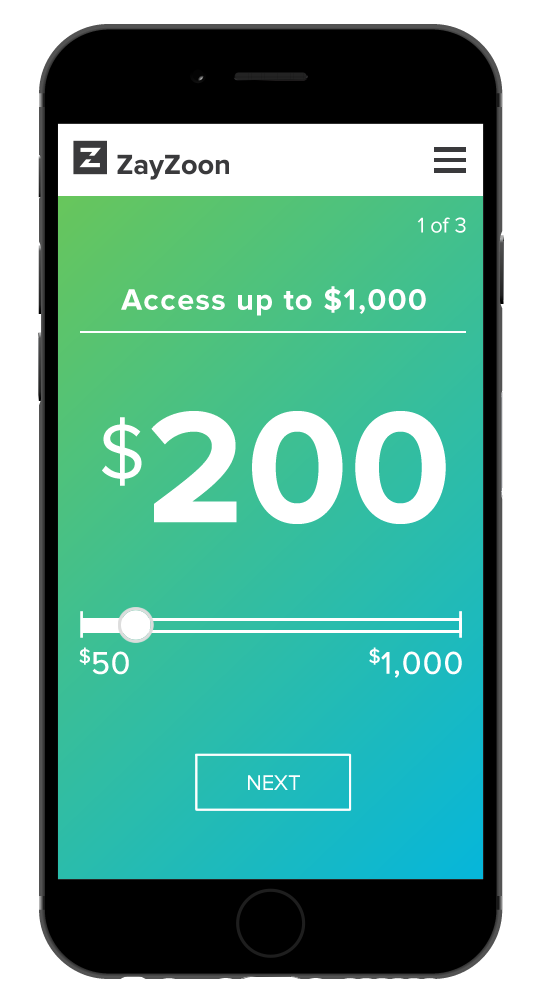 ZayZoon
1 of 3
Access up to $1,000
$200
$50 $1,000
NEXT